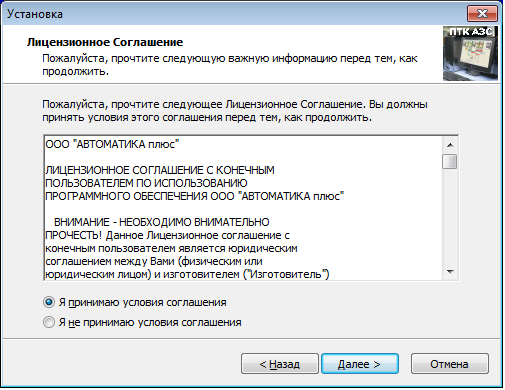 Установка
ПТК АЗС
Лицензионное Соглашение
Пожалуйста, прочтите следующую важную информацию перед тем, как
продолжить.
Пожалуйста, прочтите следующее Лицензионное Соглашение. Вы должны
принять условия этого соглашения перед тем, как продолжить.
ООО "АВТОМАТИКА плюс"
ЛИЦЕНЗИОННОЕ СОГЛАШЕНИЕ С КОНЕЧНЫМ
ПОЛЬЗОВАТЕЛЕМ ПО ИСПОЛЬЗОВАНИЮ
ПРОГРАММНОГО ОБЕСПЕЧЕНИЯ ООО "АВТОМАТИКА плюс"
ВНИМАНИЕ - НЕОБХОДИМО ВНИМАТЕЛЬНО
ПРОЧЕСТЬ! Данное Лицензионное соглашение с
конечным пользователем является юридическим
соглашением между Вами (физическим или
юридическим лицом) и изготовителем ("Изготовитель")
Я принимаю условия соглашения
Я не принимаю условия соглашения
< Назад
Далее >
Отмена